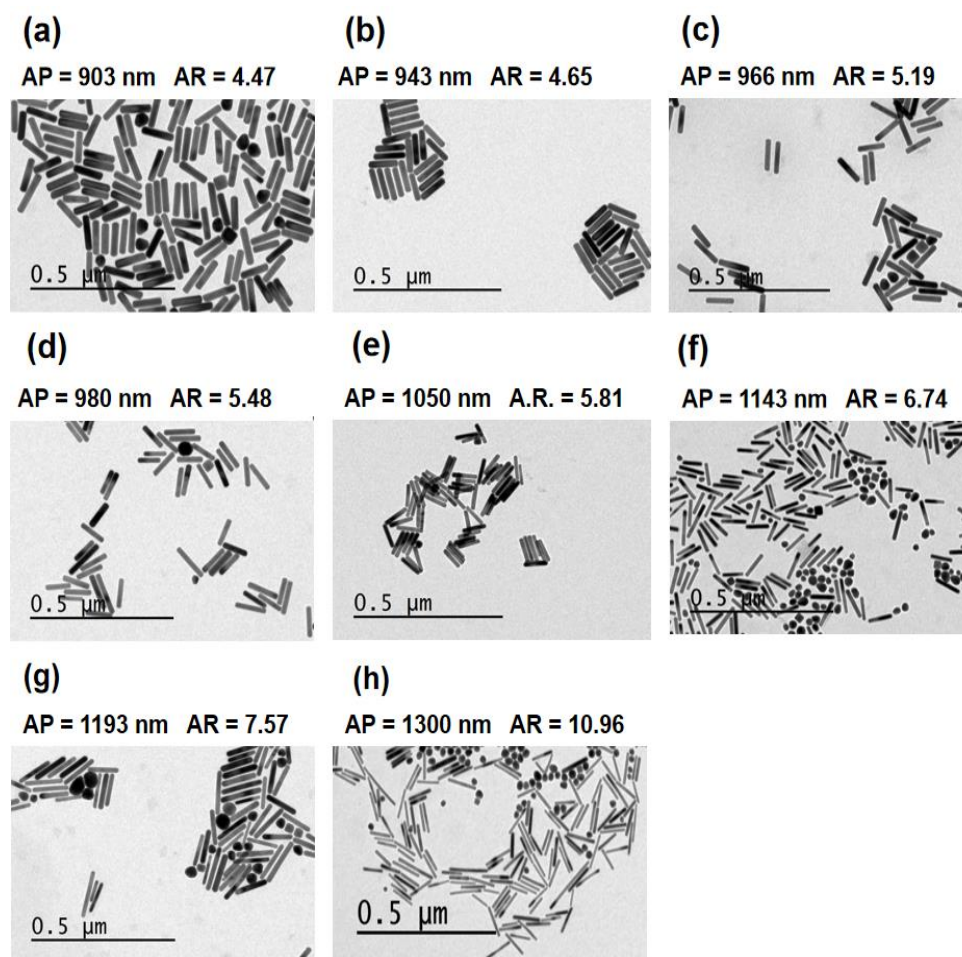 (a)
AP = 903 nm AR = 4.47
0.5 µm
(b)
AP = 943 nm AR = 4.65
0.5 µm
(c)
AP = 966 nm AR = 5.19
0.5 µm
(d)
AP = 980 nm AR = 5.48
0.5 µm
(e)
AP = 1050 nm A.R. = 5.81
0.5 µm
(f)
AP = 1143 nm AR = 6.74
0.5 µm
(g)
AP = 1193 nm AR = 7.57
0.5 µm
(h)
AP = 1300 nm AR = 10.96
0.5 µm